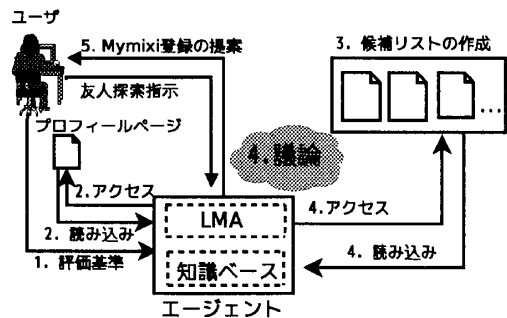 ユーザ
5. Mymixi登録の提案
3. 候補リストの作成
友人探索指示
...
プロフィールページ
4.議論
2.アクセス
LMA
4.アクセス
2. 読み込み
4. 読み込み
1. 評価基準
知識ベース
エージェント